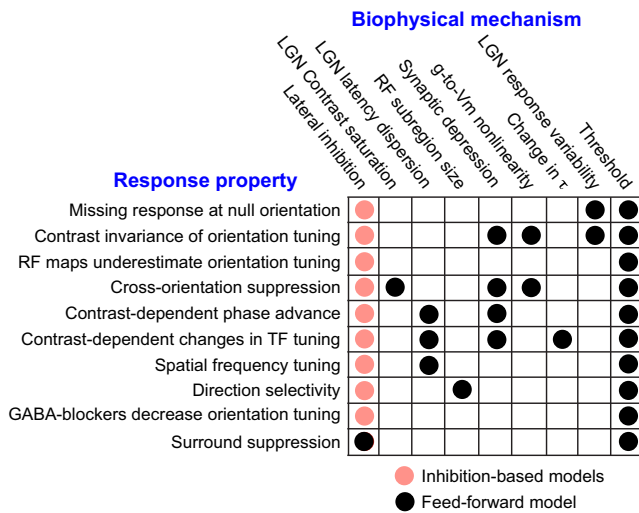 Biophysical mechanism
Lateral inhibition
LGN Contrast saturation
LGN latency dispersion
RF subregion size
Synaptic depression
g-to-Vm nonlinearity
Change in τ
LGN response variability
Threshold
Response property
Missing response at null orientation
Contrast invariance of orientation tuning
RF maps underestimate orientation tuning
Cross-orientation suppression
Contrast-dependent phase advance
Contrast-dependent changes in TF tuning
Spatial frequency tuning
Direction selectivity
GABA-blockers decrease orientation tuning
Surround suppression
Inhibition-based models
Feed-forward model